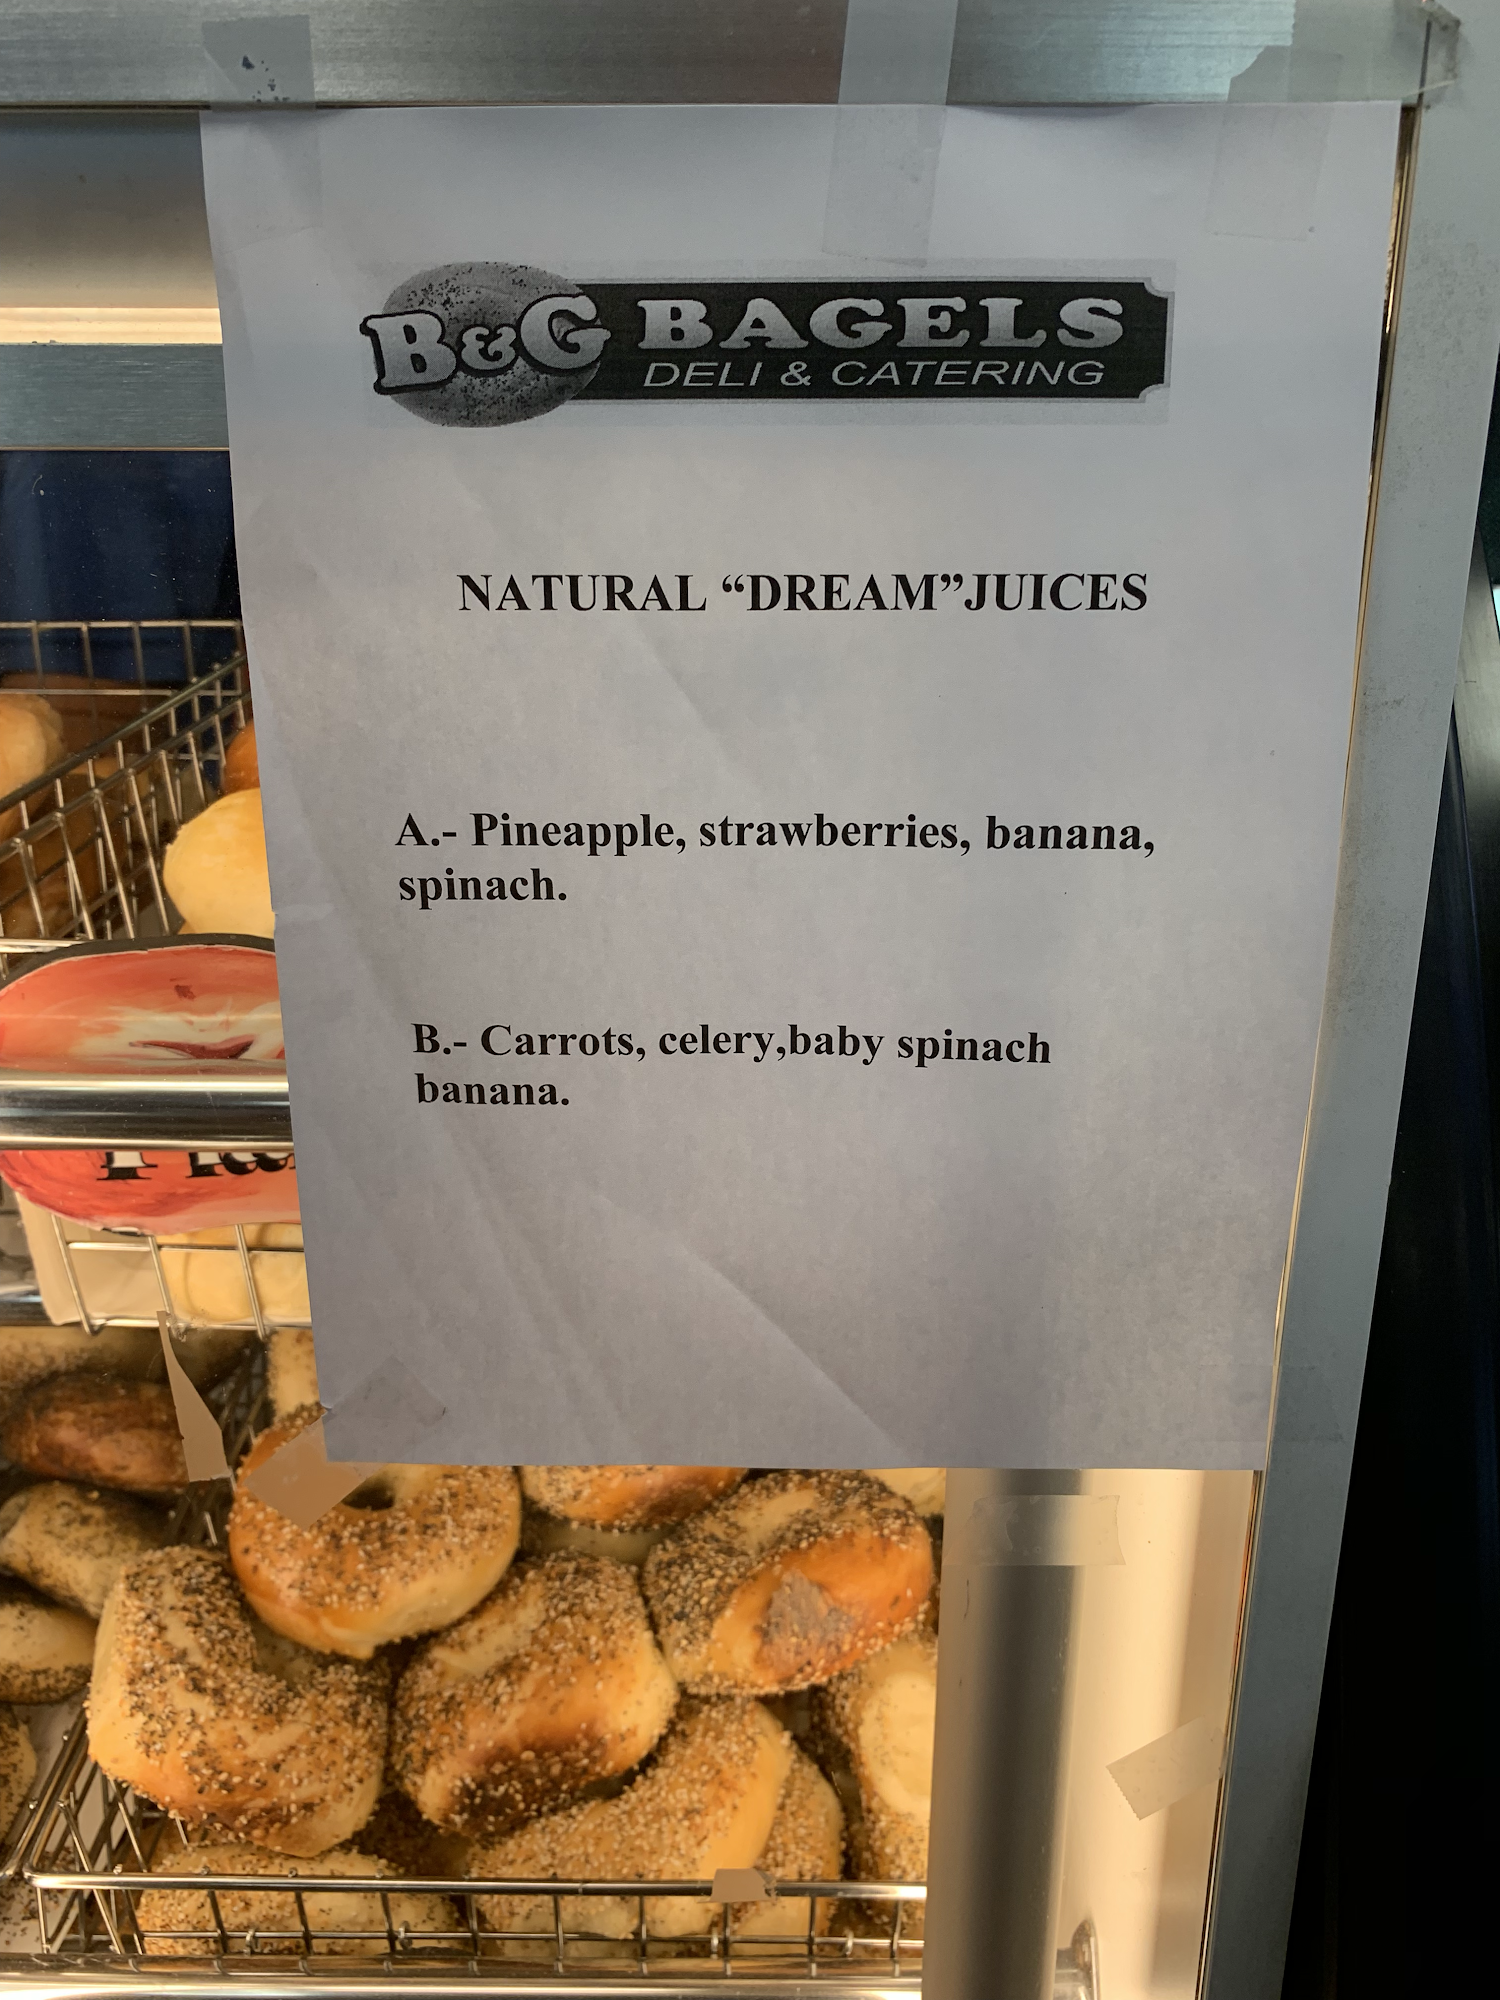 B&G BAGELS
DELI & CATERING
NATURAL “DREAM”JUICES
A.- Pineapple, strawberries, banana,
spinach.
B.- Carrots, celery,baby spinach
banana.